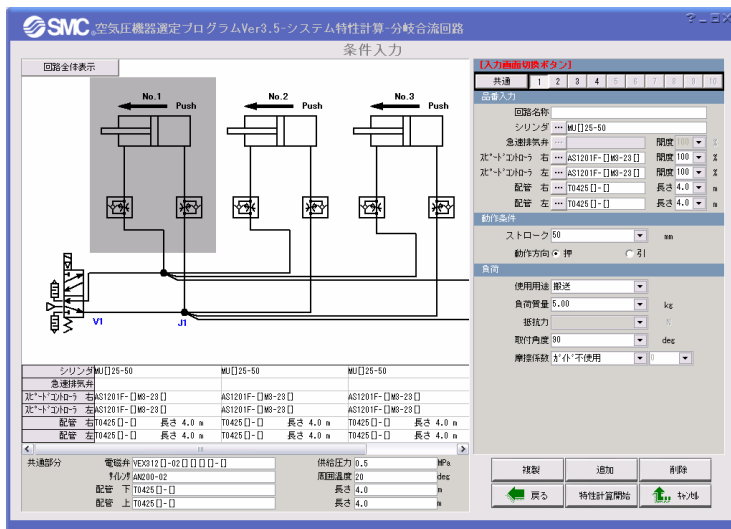 SMC 空気圧機器選定プログラムVer3.5-システム特性計算-分岐合流回路
条件入力
回路全体表示
No.1 Push
No.2 Push
No.3 Push
V1
J1
シリンダ MU[]25-50 MU[]25-50 MU[]25-50
急速排気弁
スピードコントローラ 右 AS1201F-[]M3-23[] AS1201F-[]M3-23[] AS1201F-[]M3-23[]
スピードコントローラ 左 AS1201F-[]M3-23[] AS1201F-[]M3-23[] AS1201F-[]M3-23[]
配管 右 T0425[]-[] 長さ 4.0 m T0425[]-[] 長さ 4.0 m T0425[]-[] 長さ 4.0 m
配管 左 T0425[]-[] 長さ 4.0 m T0425[]-[] 長さ 4.0 m T0425[]-[] 長さ 4.0 m
共通部分 電磁弁 VEX312[]-02[][][][]-[] 供給圧力 0.5 MPa
サイレンサ AN200-02 周囲温度 20 deg
配管 下 T0425[]-[] 長さ 4.0 m
配管 上 T0425[]-[] 長さ 4.0 m
[入力画面切換ボタン]
共通 1 2 3 4 5 6 7 8 9 10
品番入力
回路名称
シリンダ ... MU[]25-50
急速排気弁 ... 開度 100 %
スピードコントローラ 右 ... AS1201F-[]M3-23[] 開度 100 %
スピードコントローラ 左 ... AS1201F-[]M3-23[] 開度 100 %
配管 右 ... T0425[]-[] 長さ 4.0 m
配管 左 ... T0425[]-[] 長さ 4.0 m
動作条件
ストローク 50 mm
動作方向 押 引
負荷
使用用途 搬送
負荷質量 5.00 kg
抵抗力 %
取付角度 90 deg
摩擦係数 ガイド不使用 0
複製 追加 削除
戻る 特性計算開始 キャンセル